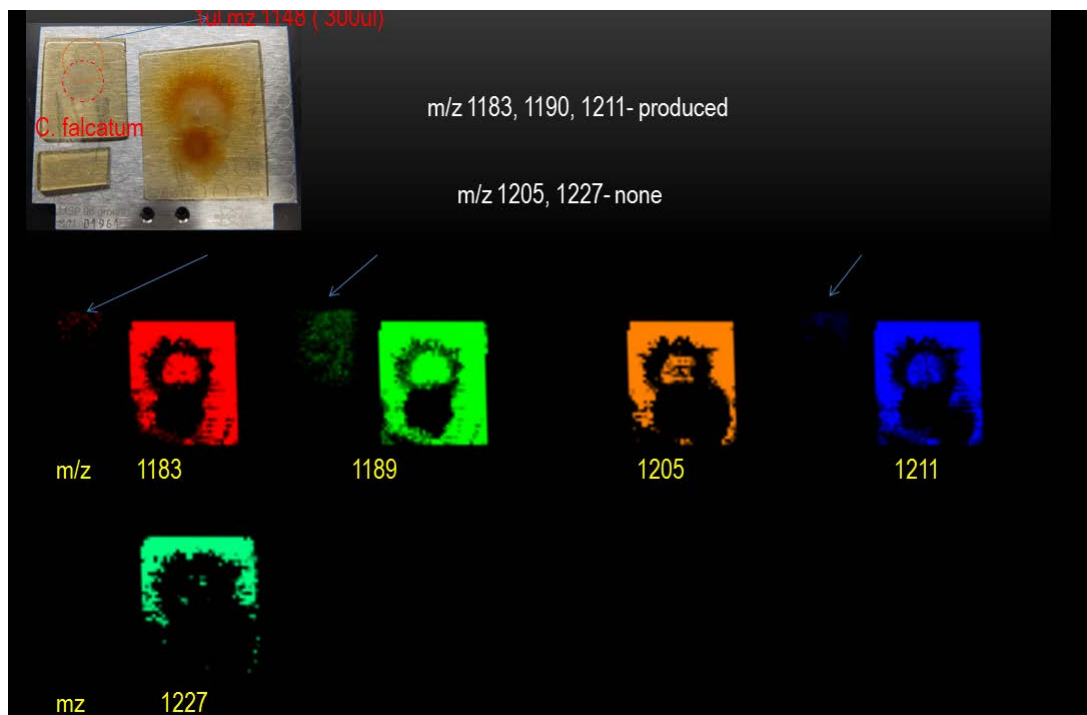 1ul mz 1148 ( 300ul)
C. falcatum
m/z 1183, 1190, 1211- produced
m/z 1205, 1227- none
m/z 1183 1189 1205 1211
mz 1227